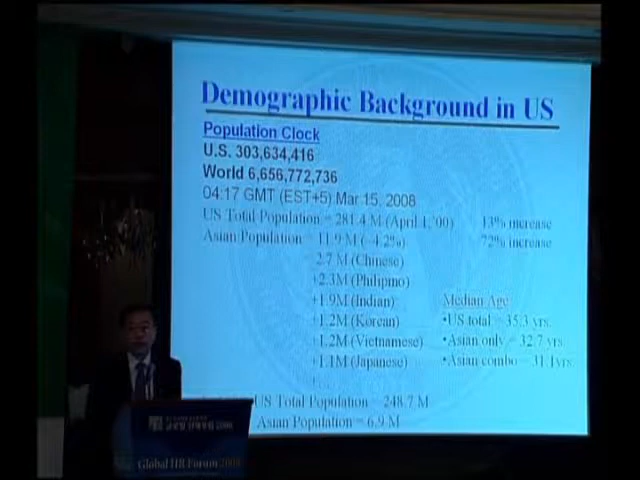 Demographic Background in US
Population Clock
U.S. 303,634,416
World 6,656,772,736
04:17 GMT (EST+5) Mar 15, 2008
US Total Population = 281.4 M (April 1,'00) 13% increase
Asian Population = 11.9 M (~4.2%) 72% increase
2.7 M (Chinese)
+2.3M (Philipino)
+1.9M (Indian) Median Age
+1.2M (Korean) •US total = 35.3 yrs.
+1.2M (Vietnamese) •Asian only = 32.7 yrs.
+1.1M (Japanese) •Asian combo = 31.1yrs.
US Total Population = 248.7 M
Asian Population = 6.9 M
Global HR Forum 2008